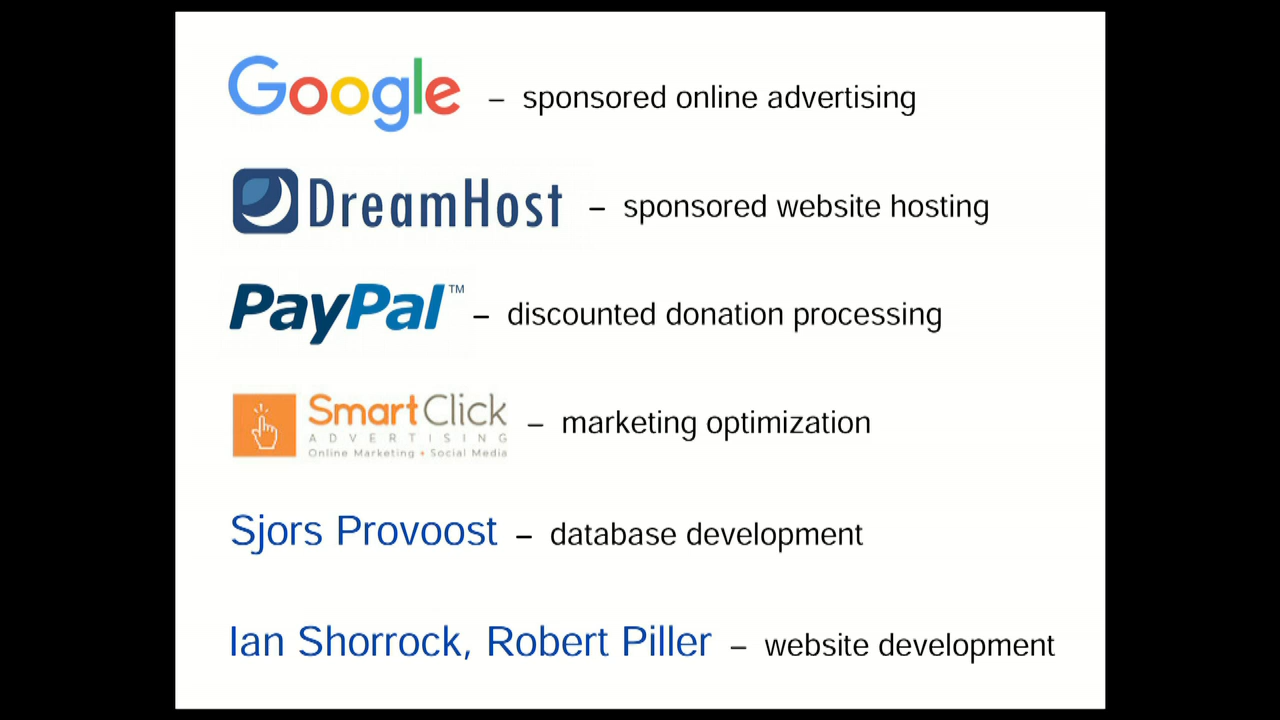 Google – sponsored online advertising
DreamHost – sponsored website hosting
PayPal™ – discounted donation processing
SmartClick – marketing optimization
ADVERTISING
Online Marketing • Social Media
Sjors Provoost – database development
Ian Shorrock, Robert Piller – website development